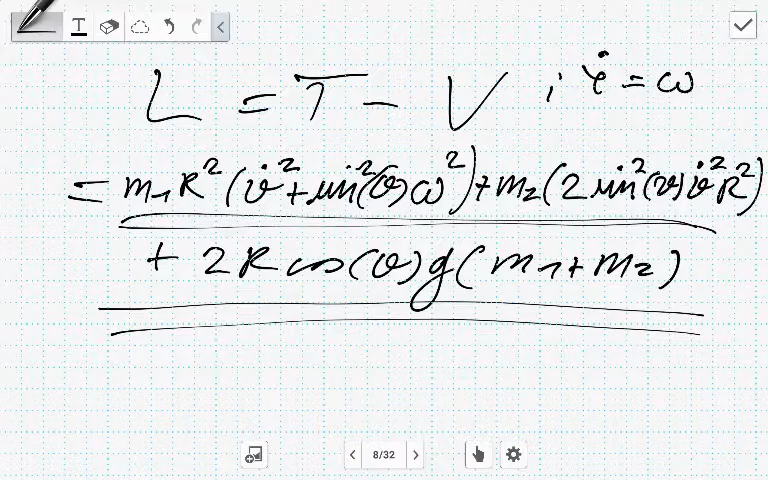 T
L = T - V ; φ̇ = ω
= m₁R²(ϑ̇² + sin²(ϑ)ω²) + m₂(2 sin²(ϑ)ϑ̇²R²)
+ 2R cos(ϑ)g(m₁+m₂)
8/32